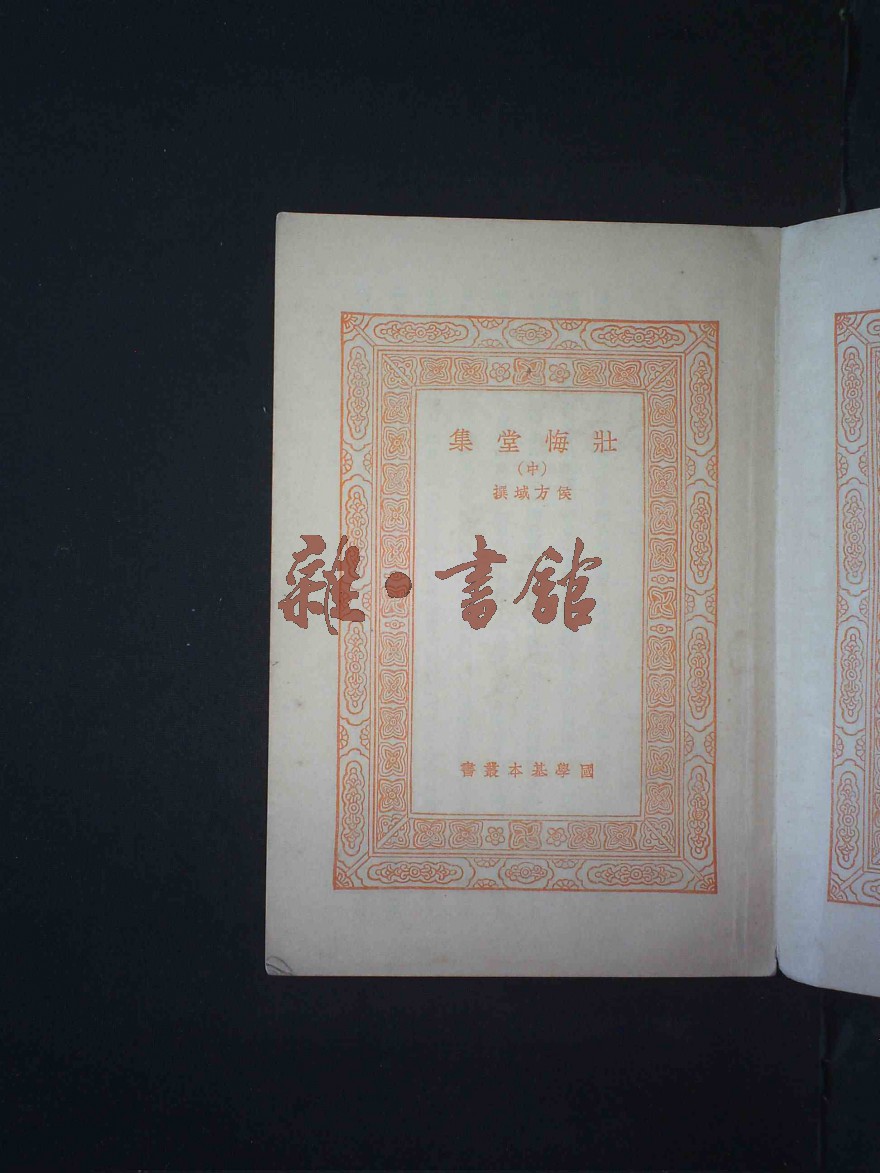 壯悔堂集
（中）
侯方域撰
雜·書館
國學基本叢書